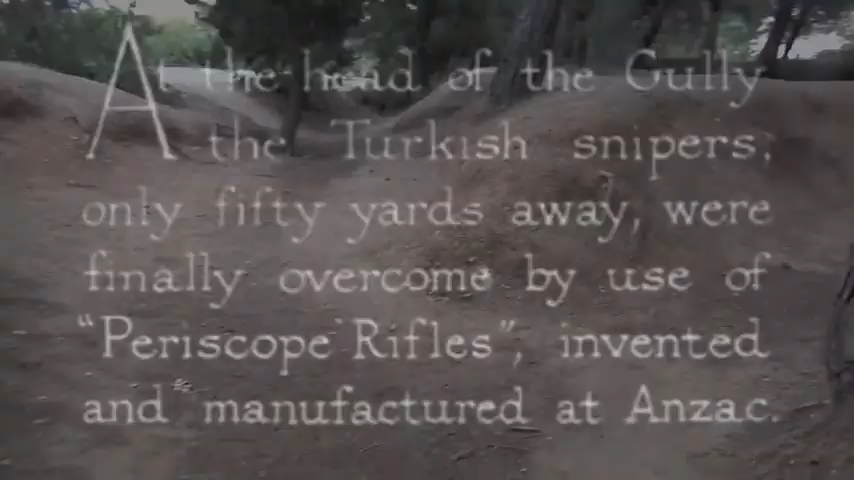 At the head of the Gully
the Turkish snipers,
only fifty yards away, were
finally overcome by use of
“Periscope Rifles”, invented
and manufactured at Anzac.